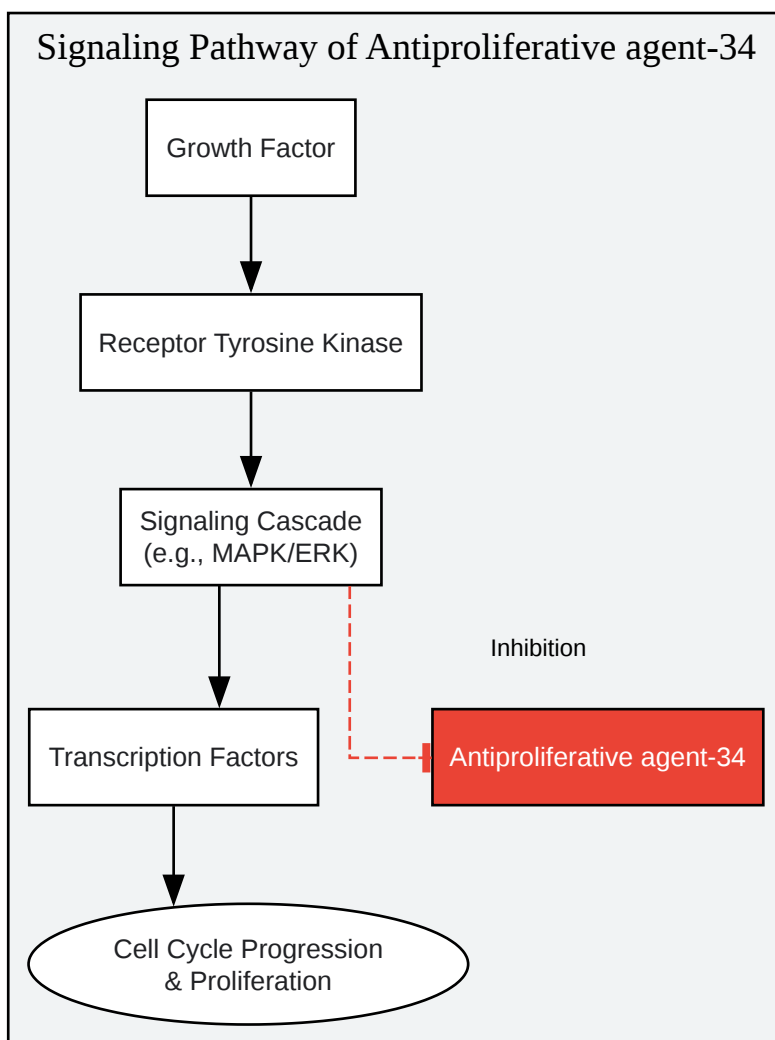 Signaling Pathway of Antiproliferative agent-34
Growth Factor
Receptor Tyrosine Kinase
Signaling Cascade
(e.g., MAPK/ERK)
Inhibition
Transcription Factors
Antiproliferative agent-34
Cell Cycle Progression
& Proliferation